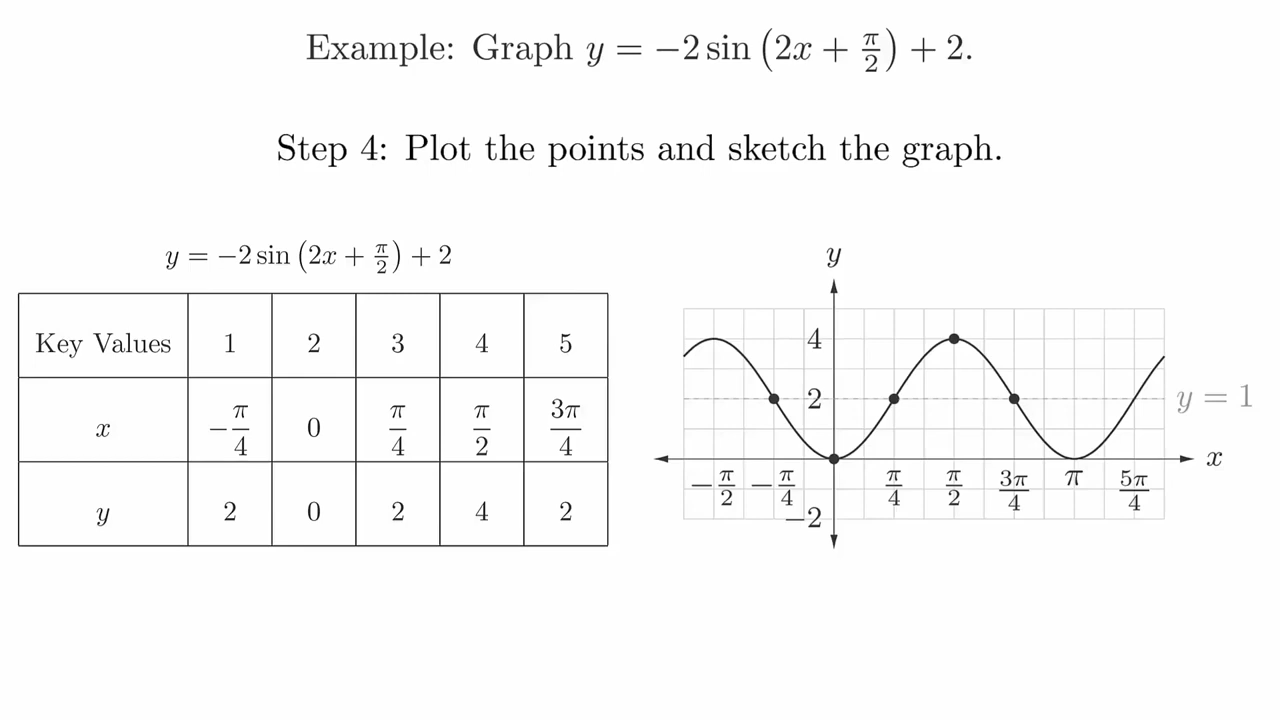 Example: Graph y = −2 sin (2x + π/2) + 2.
Step 4: Plot the points and sketch the graph.
y = −2 sin (2x + π/2) + 2
Key Values 1 2 3 4 5
x −π/4 0 π/4 π/2 3π/4
y 2 0 2 4 2
y
4
2
y = 1
x
−π/2 −π/4 π/4 π/2 3π/4 π 5π/4
−2